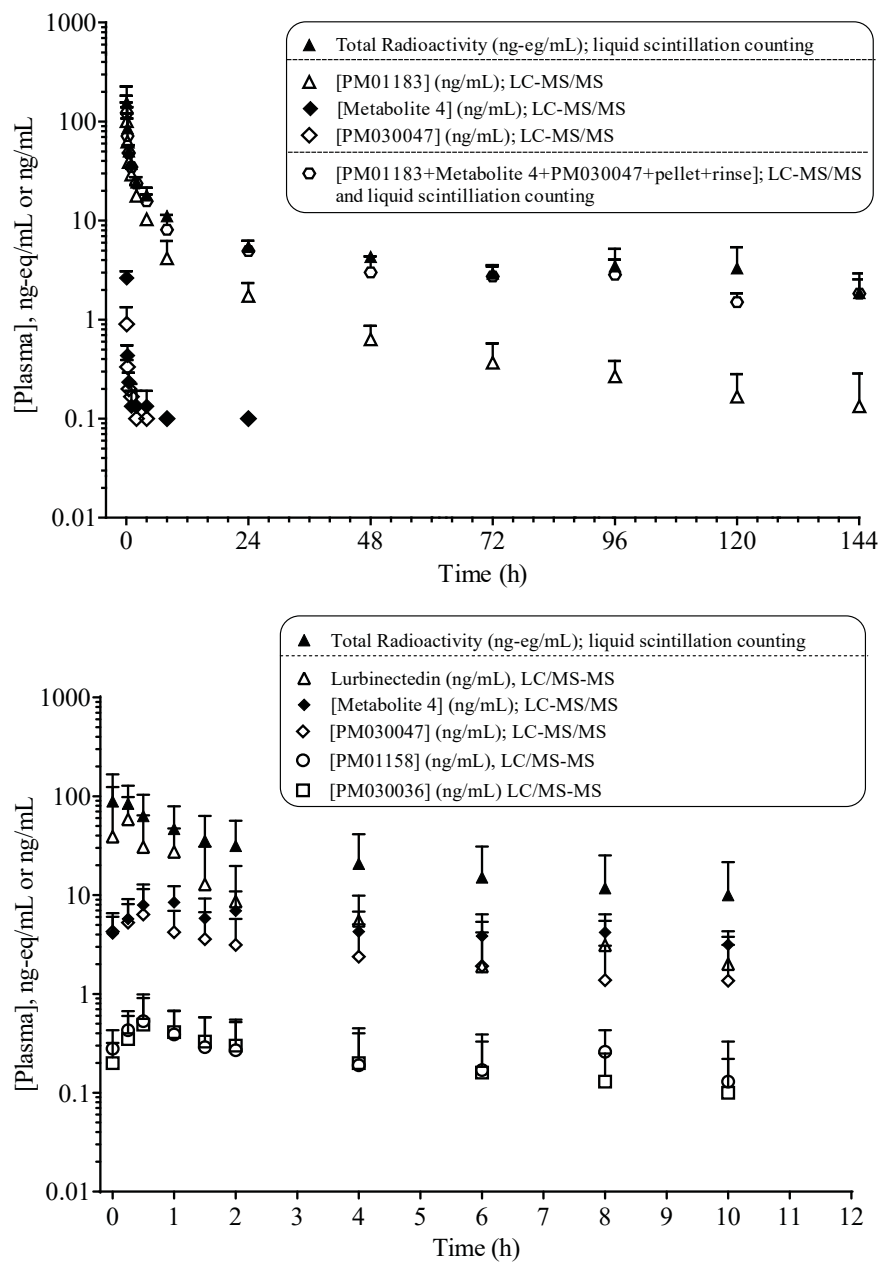 1000
100
10
1
0.1
0.01
[Plasma], ng-eq/mL or ng/mL
Total Radioactivity (ng-eg/mL); liquid scintillation counting
[PM01183] (ng/mL); LC-MS/MS
[Metabolite 4] (ng/mL); LC-MS/MS
[PM030047] (ng/mL); LC-MS/MS
[PM01183+Metabolite 4+PM030047+pellet+rinse]; LC-MS/MS
and liquid scintilliation counting
0 24 48 72 96 120 144
Time (h)
Total Radioactivity (ng-eg/mL); liquid scintillation counting
Lurbinectedin (ng/mL), LC/MS-MS
[Metabolite 4] (ng/mL); LC-MS/MS
[PM030047] (ng/mL); LC-MS/MS
[PM01158] (ng/mL), LC/MS-MS
[PM030036] (ng/mL) LC/MS-MS
1000
100
10
1
0.1
0.01
[Plasma], ng-eq/mL or ng/mL
0 1 2 3 4 5 6 7 8 9 10 11 12
Time (h)